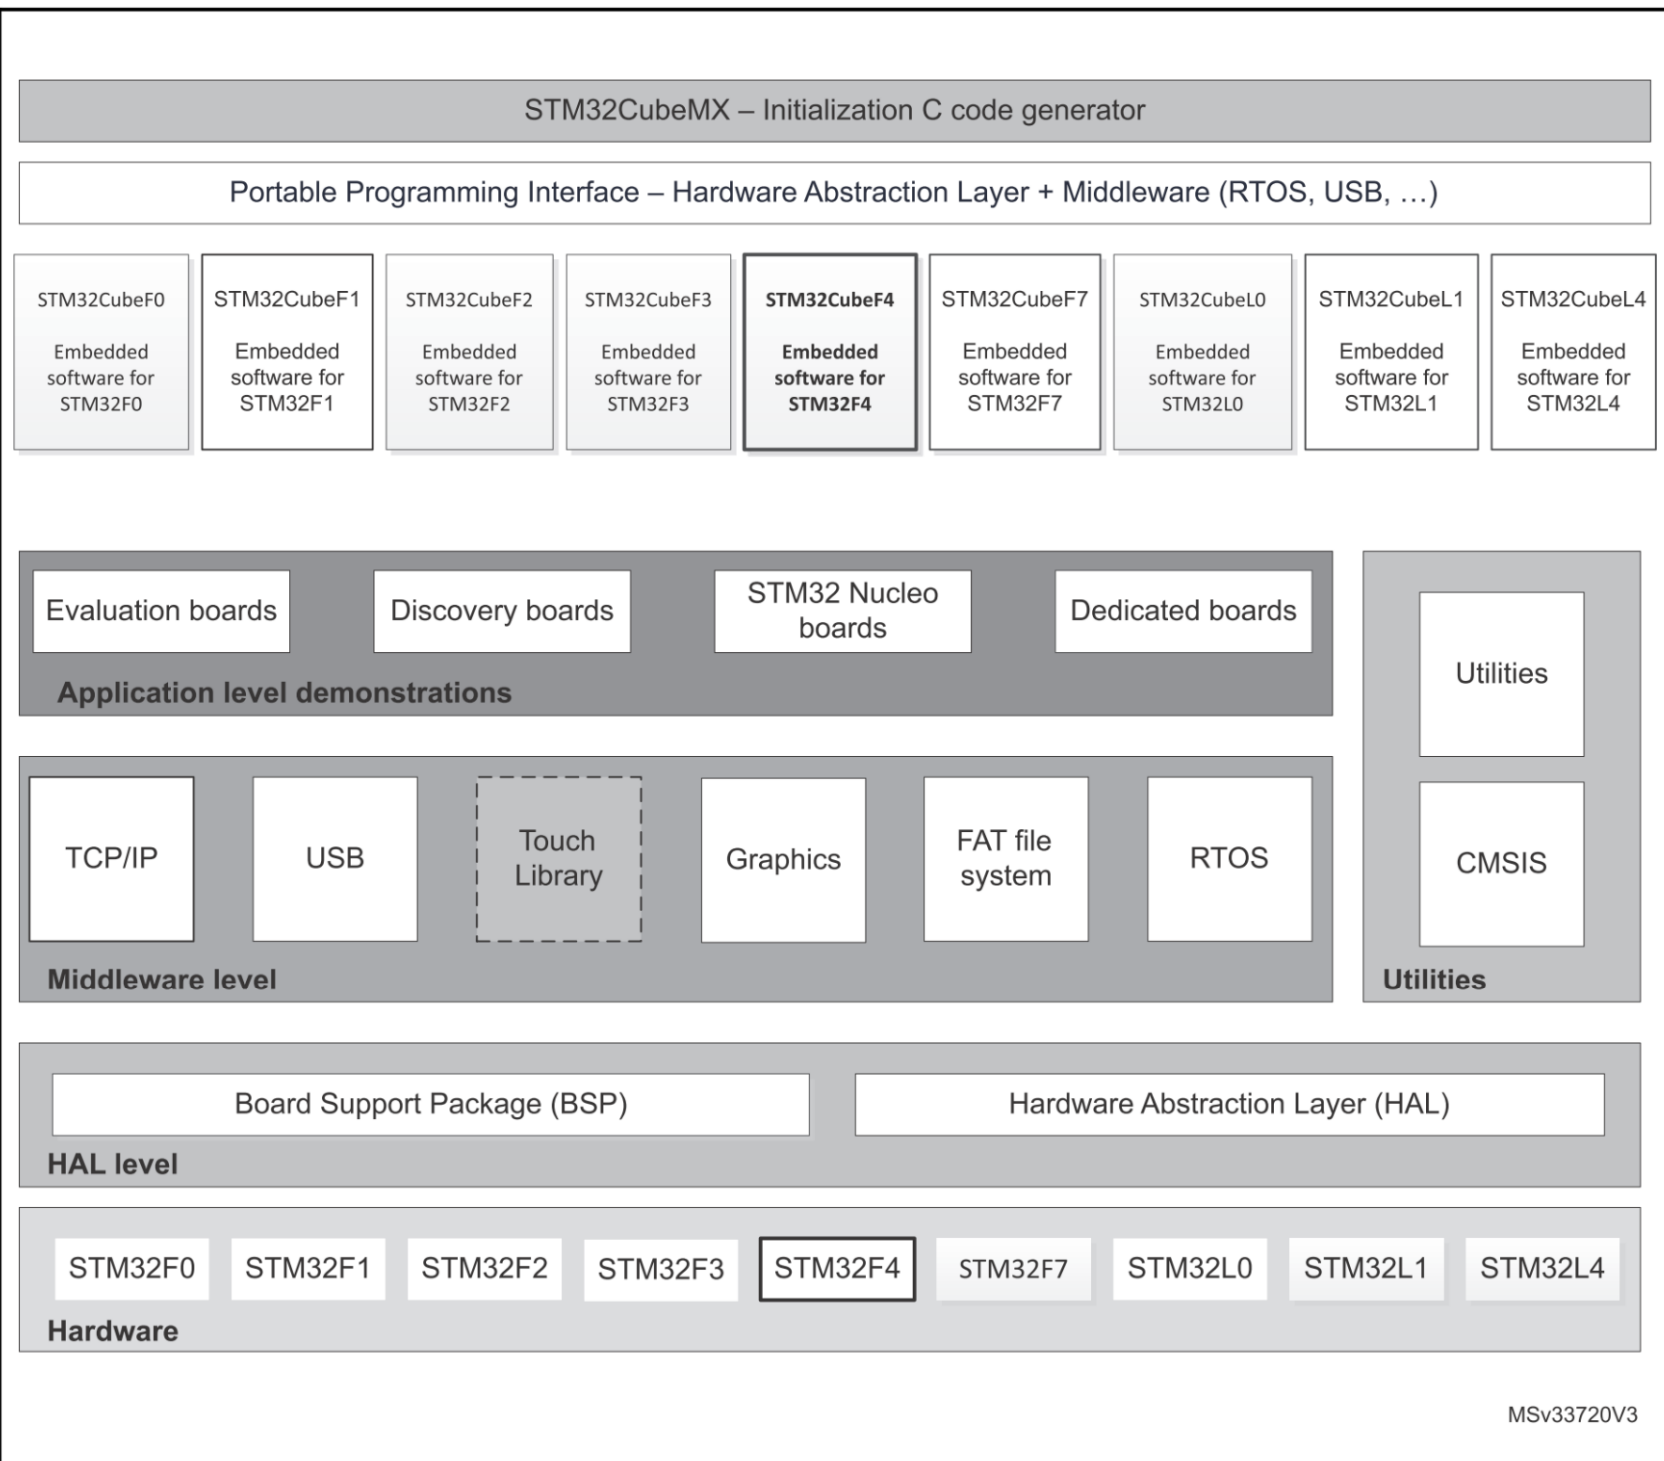 STM32CubeMX – Initialization C code generator
Portable Programming Interface – Hardware Abstraction Layer + Middleware (RTOS, USB, …)
STM32CubeF0
Embedded
software for
STM32F0
STM32CubeF1
Embedded
software for
STM32F1
STM32CubeF2
Embedded
software for
STM32F2
STM32CubeF3
Embedded
software for
STM32F3
STM32CubeF4
Embedded
software for
STM32F4
STM32CubeF7
Embedded
software for
STM32F7
STM32CubeL0
Embedded
software for
STM32L0
STM32CubeL1
Embedded
software for
STM32L1
STM32CubeL4
Embedded
software for
STM32L4
Evaluation boards
Discovery boards
STM32 Nucleo
boards
Dedicated boards
Application level demonstrations
TCP/IP
USB
Touch
Library
Graphics
FAT file
system
RTOS
Middleware level
Utilities
CMSIS
Utilities
Board Support Package (BSP)
Hardware Abstraction Layer (HAL)
HAL level
STM32F0
STM32F1
STM32F2
STM32F3
STM32F4
STM32F7
STM32L0
STM32L1
STM32L4
Hardware
MSv33720V3